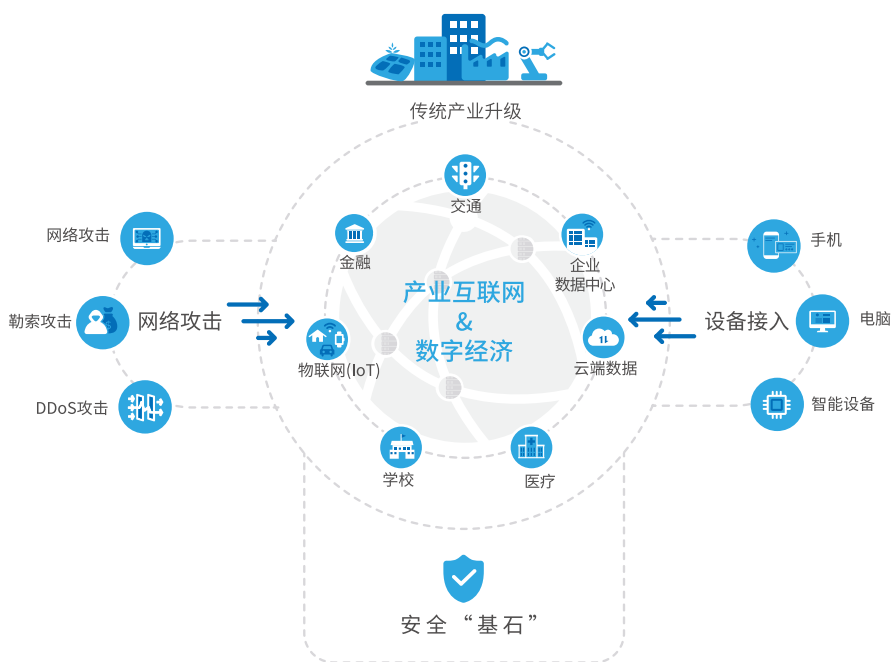 传统产业升级
交通
金融
企业
数据中心
产业互联网
&
数字经济
物联网(IoT)
云端数据
学校
医疗
网络攻击
勒索攻击
DDoS攻击
网络攻击
设备接入
手机
电脑
智能设备
安全“基石”